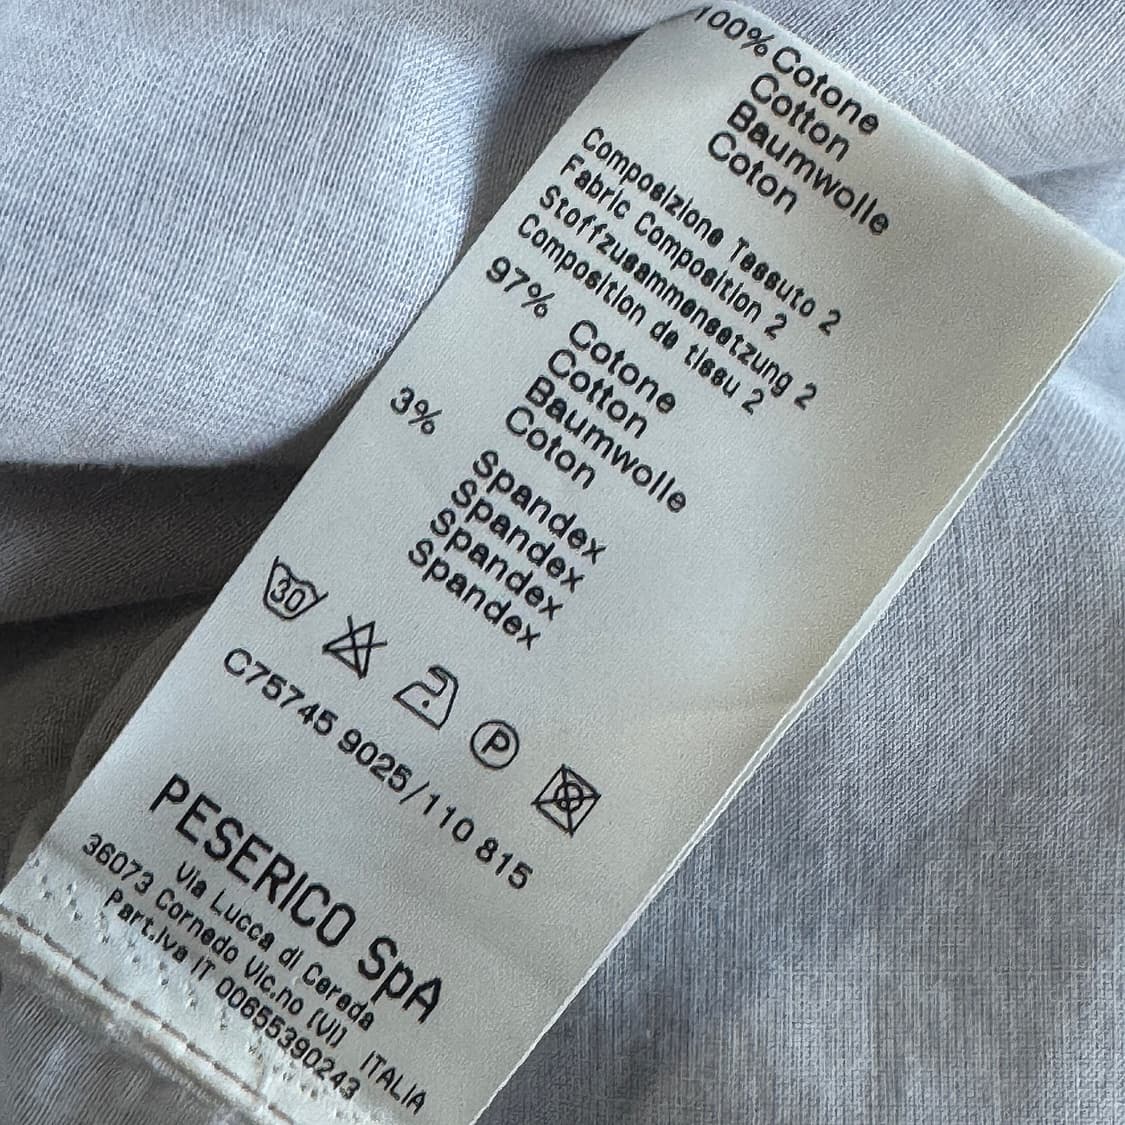 100% Cotone
Cotton
Baumwolle
Coton
Composizione Tessuto 2
Fabric Composition 2
Stoffzusammensetzung 2
Composition de tissu 2
97% Cotone
Cotton
Baumwolle
Coton
3% Spandex
Spandex
Spandex
Spandex
30 P
C75745 9025/110 815
PESERICO SpA
Via Lucca di Cereda
36073 Cornedo Vic.no (VI) ITALIA
Part.Iva IT 00655390243